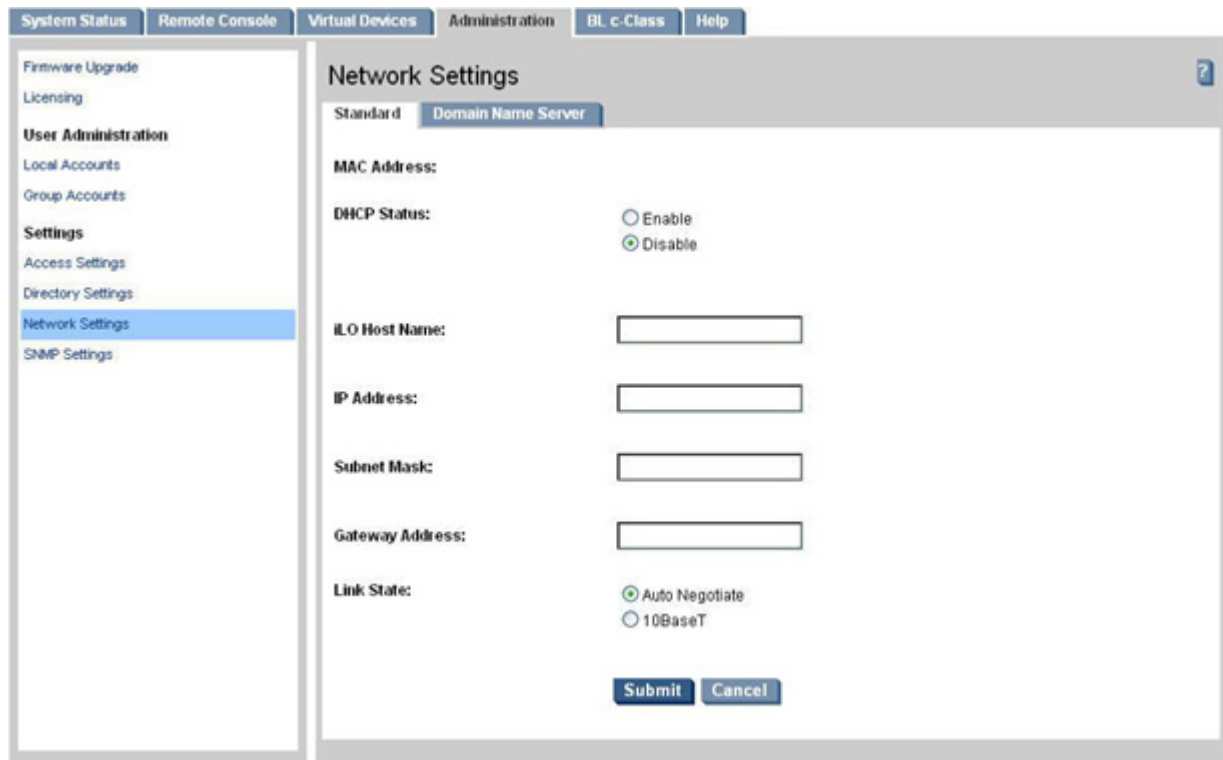 System Status Remote Console Virtual Devices Administration BL c-Class Help
Firmware Upgrade
Licensing
User Administration
Local Accounts
Group Accounts
Settings
Access Settings
Directory Settings
Network Settings
SNMP Settings
Network Settings
?
Standard Domain Name Server
MAC Address:
DHCP Status:
Enable
Disable
iLO Host Name:
IP Address:
Subnet Mask:
Gateway Address:
Link State:
Auto Negotiate
10BaseT
Submit Cancel